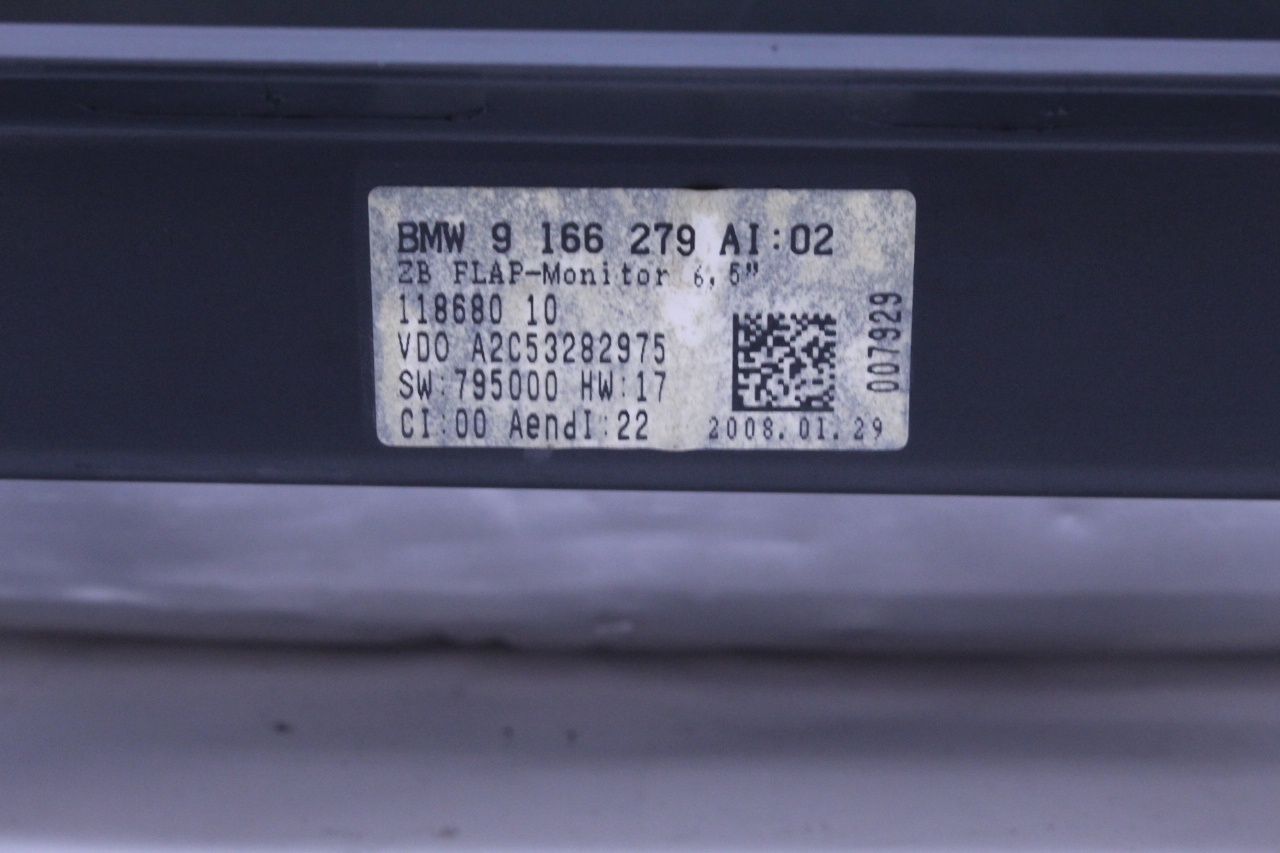 BMW 9 166 279 AI:02
ZB FLAP-Monitor 6,5"
118680 10
VDO A2C53282975
SW:795000 HW:17
CI:00 AendI:22
2008.01.29
007929